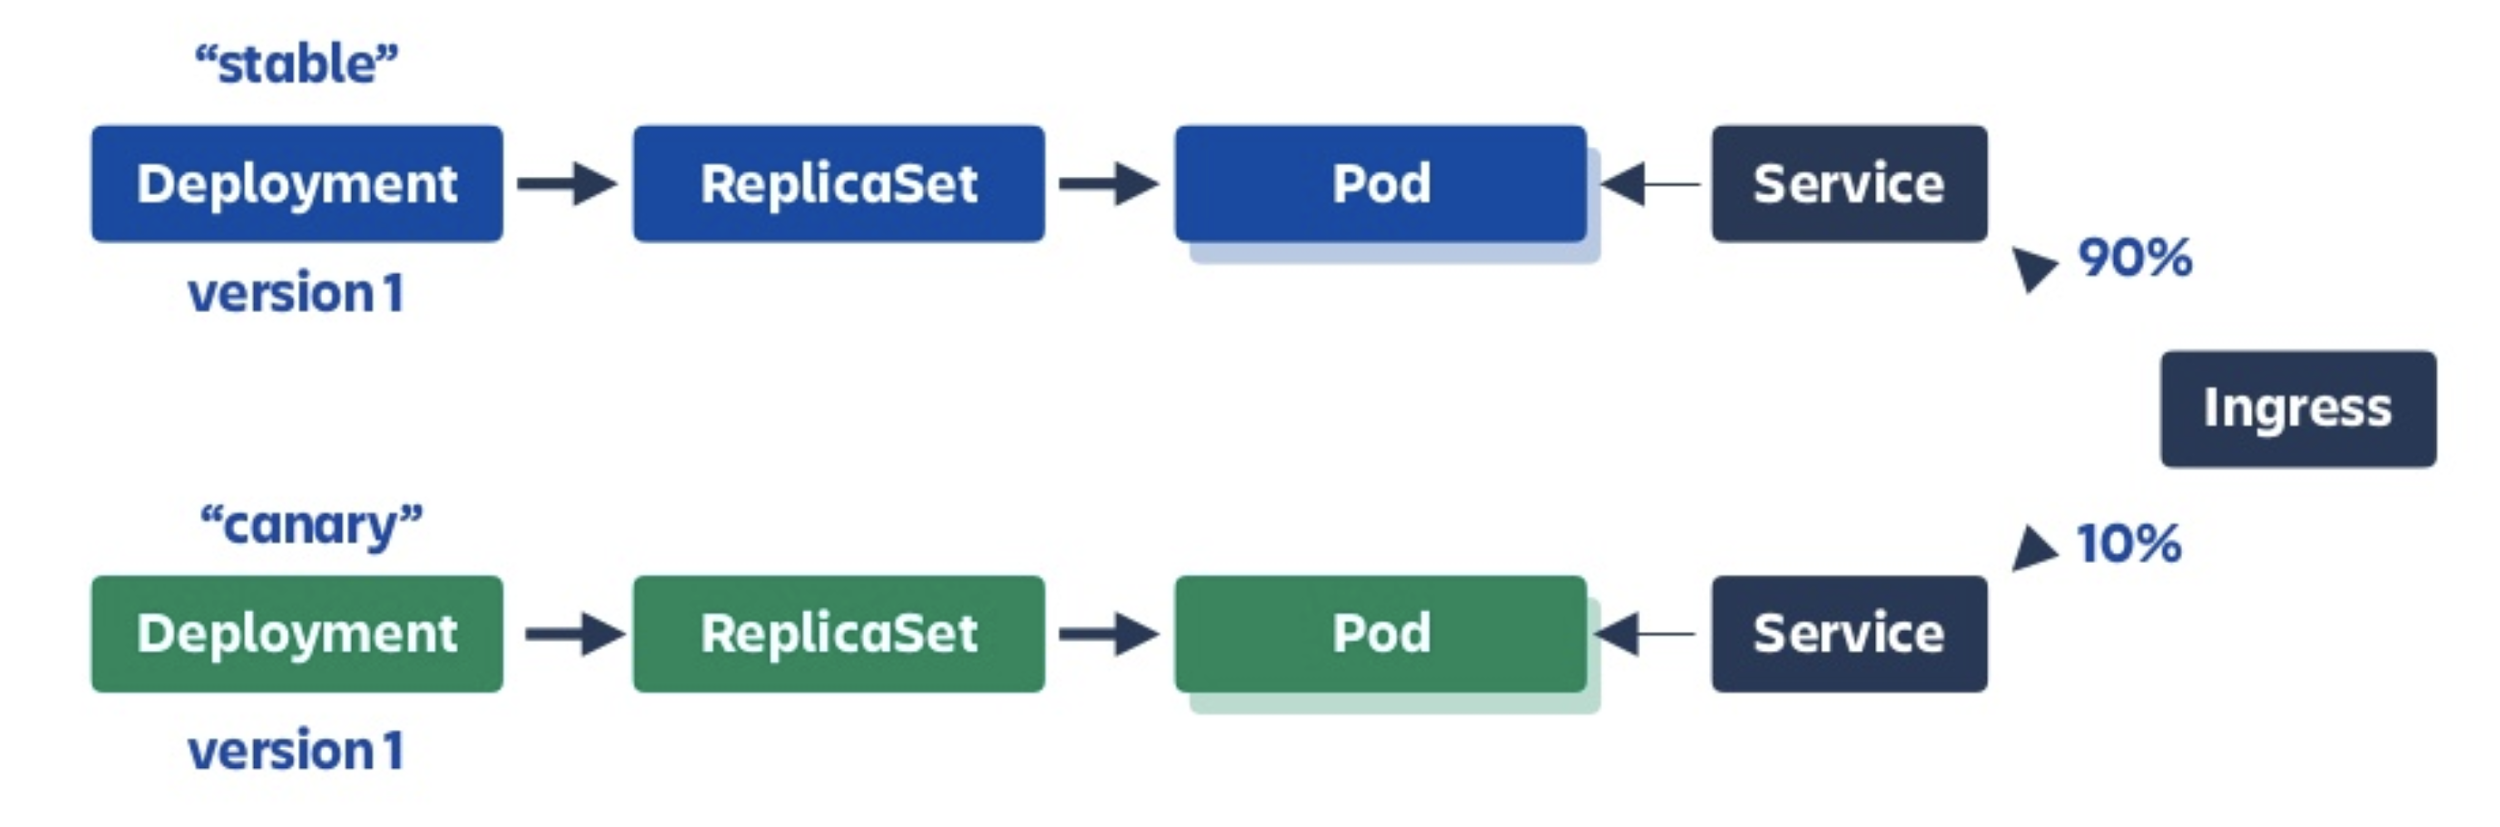 “stable”
Deployment
ReplicaSet
Pod
Service
version 1
90%
Ingress
“canary”
10%
Deployment
ReplicaSet
Pod
Service
version 1